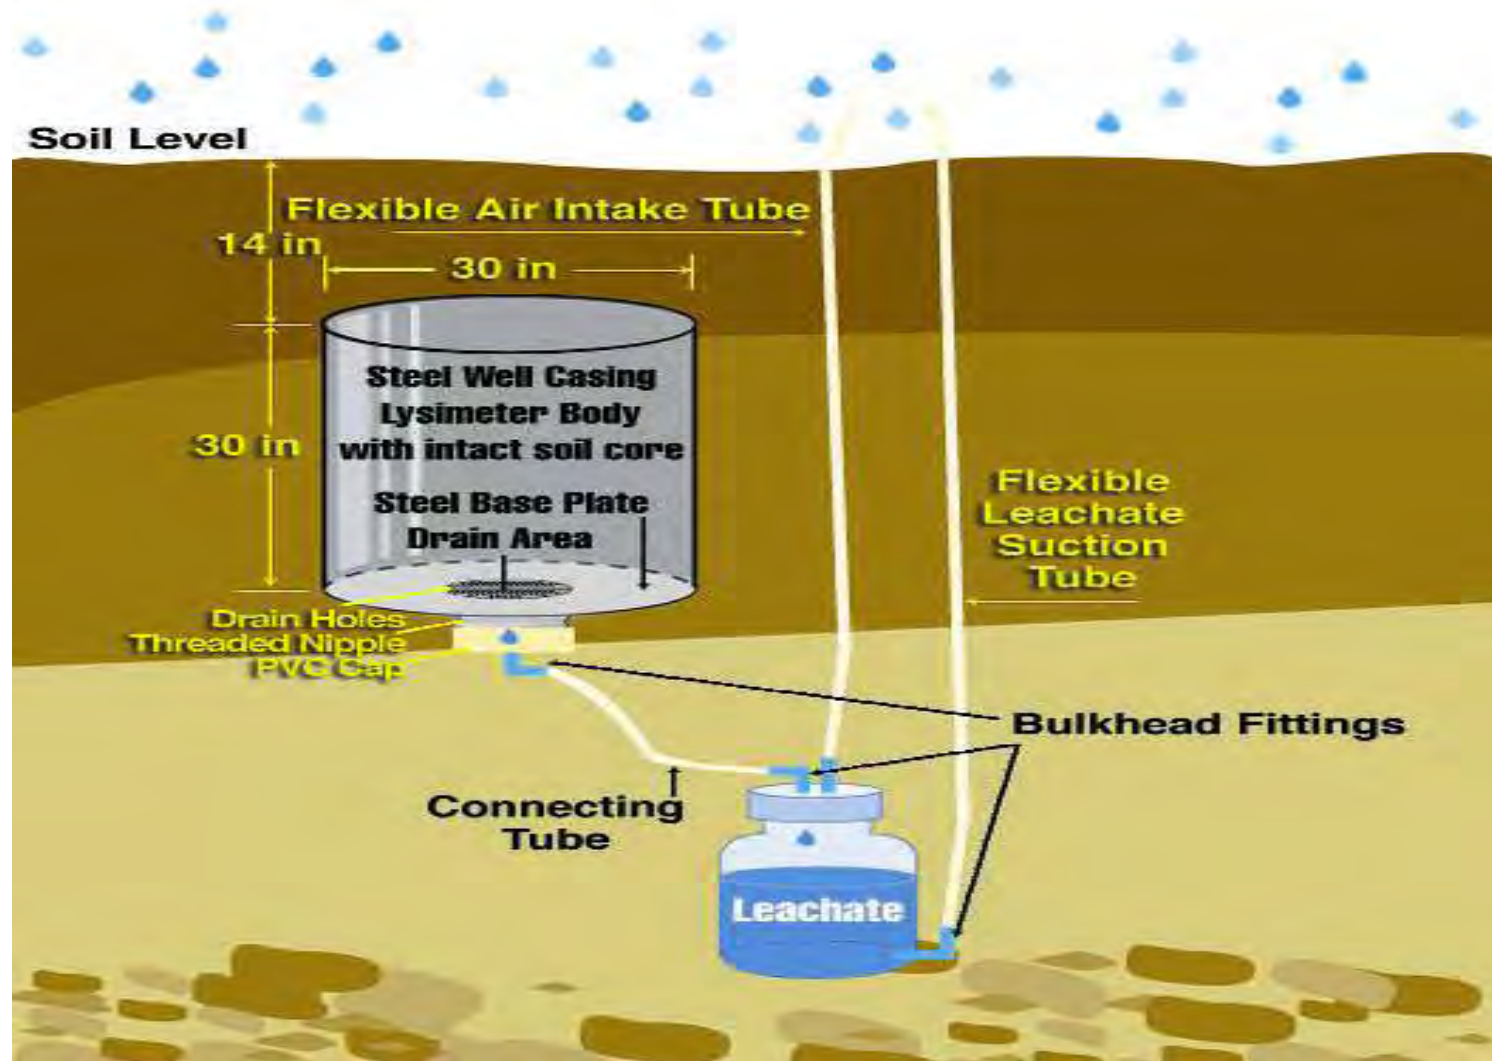 Soil Level
Flexible Air Intake Tube
14 in
30 in
Steel Well Casing
Lysimeter Body
with intact soil core
30 in
Steel Base Plate
Drain Area
Flexible
Leachate
Suction
Tube
Drain Holes
Threaded Nipple
PVC Cap
Bulkhead Fittings
Connecting
Tube
Leachate